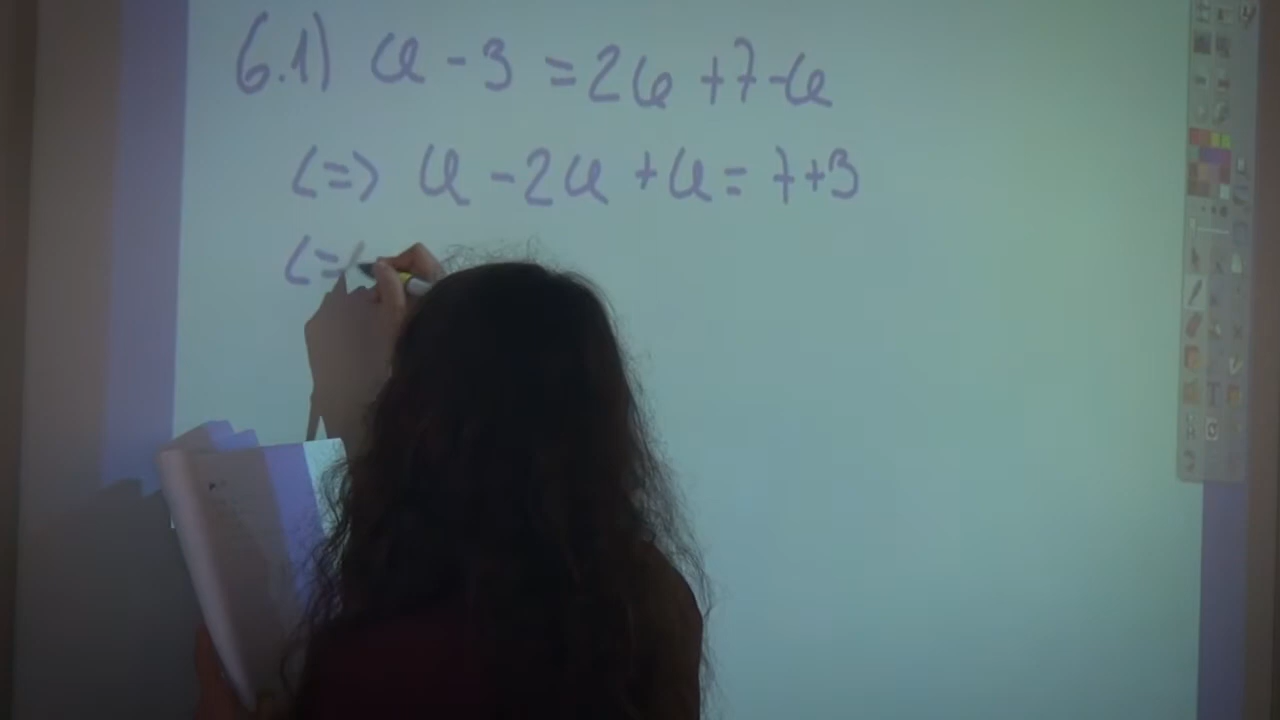 6.1) u - 3 = 2u + 7 - u
<=> u - 2u + u = 7 + 3
<=